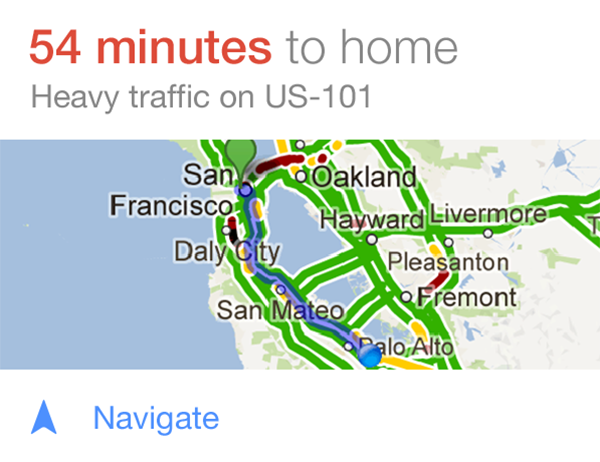 54 minutes to home
Heavy traffic on US-101
San
Francisco
Oakland
Hayward
Livermore
T
Daly City
Pleasanton
San Mateo
Fremont
Palo Alto
Navigate